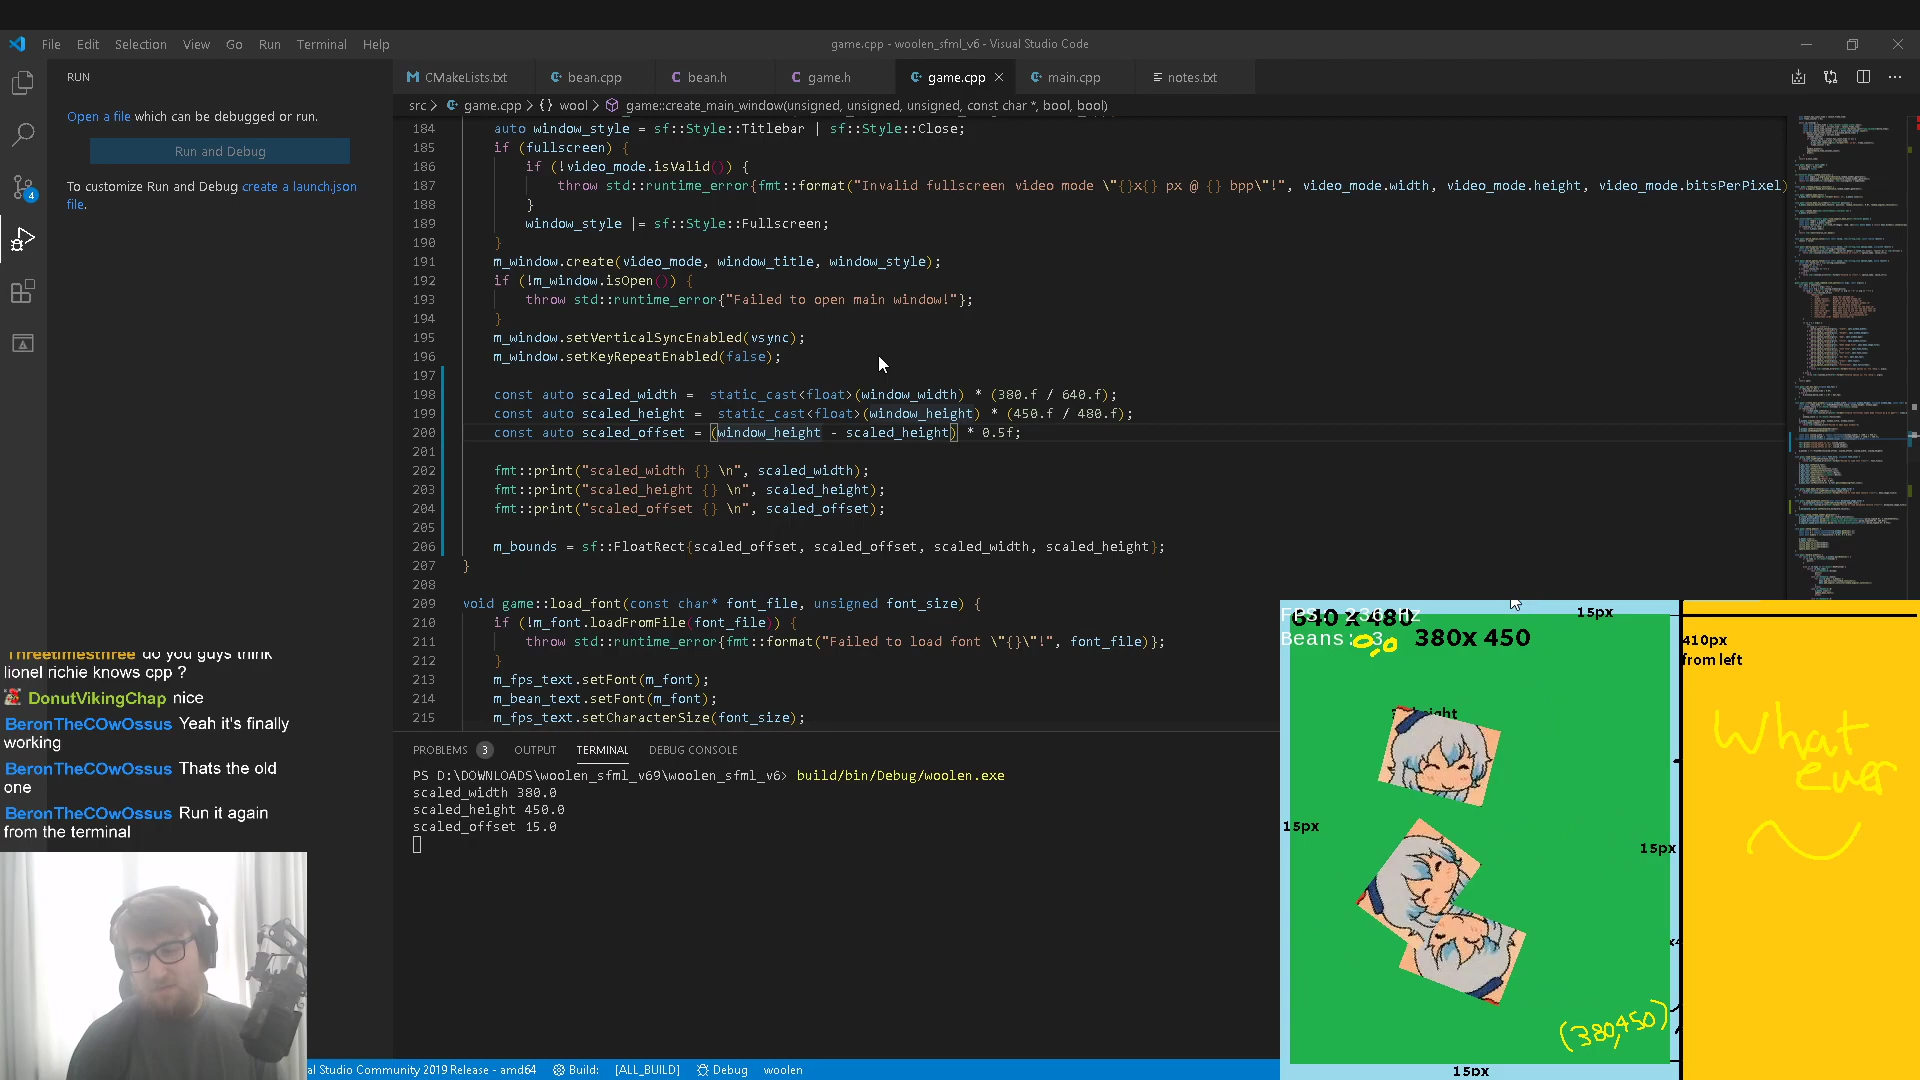 File Edit Selection View Go Run Terminal Help
game.cpp - woolen_sfml_v6 - Visual Studio Code
RUN
CMakeLists.txt bean.cpp bean.h game.h game.cpp main.cpp notes.txt
src > game.cpp > {} wool > game::create_main_window(unsigned, unsigned, unsigned, const char *, bool, bool)
Open a file which can be debugged or run.
Run and Debug
To customize Run and Debug create a launch.json
file.
4
184 auto window_style = sf::Style::Titlebar | sf::Style::Close;
185 if (fullscreen) {
186 if (!video_mode.isValid()) {
187 throw std::runtime_error{fmt::format("Invalid fullscreen video mode \"{}x{} px @ {} bpp\"!", video_mode.width, video_mode.height, video_mode.bitsPerPixel)
188 }
189 window_style |= sf::Style::Fullscreen;
190 }
191 m_window.create(video_mode, window_title, window_style);
192 if (!m_window.isOpen()) {
193 throw std::runtime_error{"Failed to open main window!"};
194 }
195 m_window.setVerticalSyncEnabled(vsync);
196 m_window.setKeyRepeatEnabled(false);
197
198 const auto scaled_width =  static_cast<float>(window_width) * (380.f / 640.f);
199 const auto scaled_height =  static_cast<float>(window_height) * (450.f / 480.f);
200 const auto scaled_offset = (window_height - scaled_height) * 0.5f;
201
202 fmt::print("scaled_width {} \n", scaled_width);
203 fmt::print("scaled_height {} \n", scaled_height);
204 fmt::print("scaled_offset {} \n", scaled_offset);
205
206 m_bounds = sf::FloatRect{scaled_offset, scaled_offset, scaled_width, scaled_height};
207 }
208
209 void game::load_font(const char* font_file, unsigned font_size) {
210 if (!m_font.loadFromFile(font_file)) {
211 throw std::runtime_error{fmt::format("Failed to load font \"{}\"!", font_file)};
212 }
213 m_fps_text.setFont(m_font);
214 m_bean_text.setFont(m_font);
215 m_fps_text.setCharacterSize(font_size);
PROBLEMS 3 OUTPUT TERMINAL DEBUG CONSOLE
PS D:\DOWNLOADS\woolen_sfml_v69\woolen_sfml_v6> build/bin/Debug/woolen.exe
scaled_width 380.0
scaled_height 450.0
scaled_offset 15.0
Threetimesthree do you guys think
lionel richie knows cpp ?
DonutVikingChap nice
BeronTheCOwOssus Yeah it's finally
working
BeronTheCOwOssus Thats the old
one
BeronTheCOwOssus Run it again
from the terminal
FPS: 236 Hz
640 x 480
15px
Beans: 3
0,0
380x 450
410px
from left
What
ever
15px
15px
(380,450)
15px
al Studio Community 2019 Release - amd64 Build: [ALL_BUILD] Debug woolen